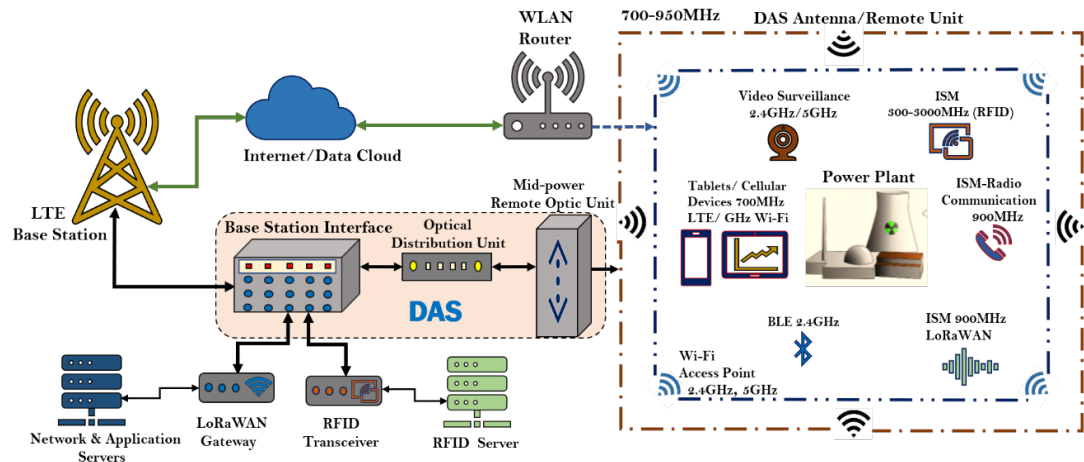 WLAN
Router
700-950MHz
DAS Antenna/Remote Unit
Internet/Data Cloud
LTE
Base Station
Mid-power
Remote Optic Unit
Base Station Interface
Optical
Distribution Unit
DAS
Network & Application
Servers
LoRaWAN
Gateway
RFID
Transceiver
RFID Server
Video Surveillance
2.4GHz/5GHz
ISM
300-3000MHz (RFID)
Tablets/ Cellular
Devices 700MHz
LTE/ GHz Wi-Fi
Power Plant
ISM-Radio
Communication
900MHz
BLE 2.4GHz
ISM 900MHz
LoRaWAN
Wi-Fi
Access Point
2.4GHz, 5GHz